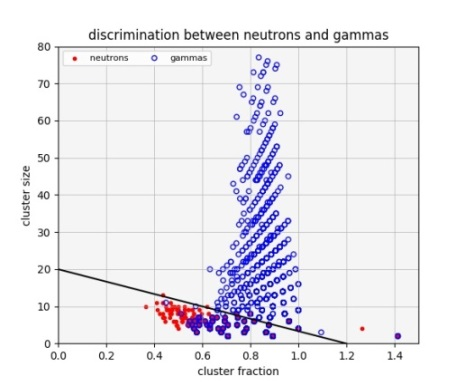 discrimination between neutrons and gammas
neutrons gammas
80
70
60
50
40
30
20
10
0
cluster size
0.0 0.2 0.4 0.6 0.8 1.0 1.2 1.4
cluster fraction